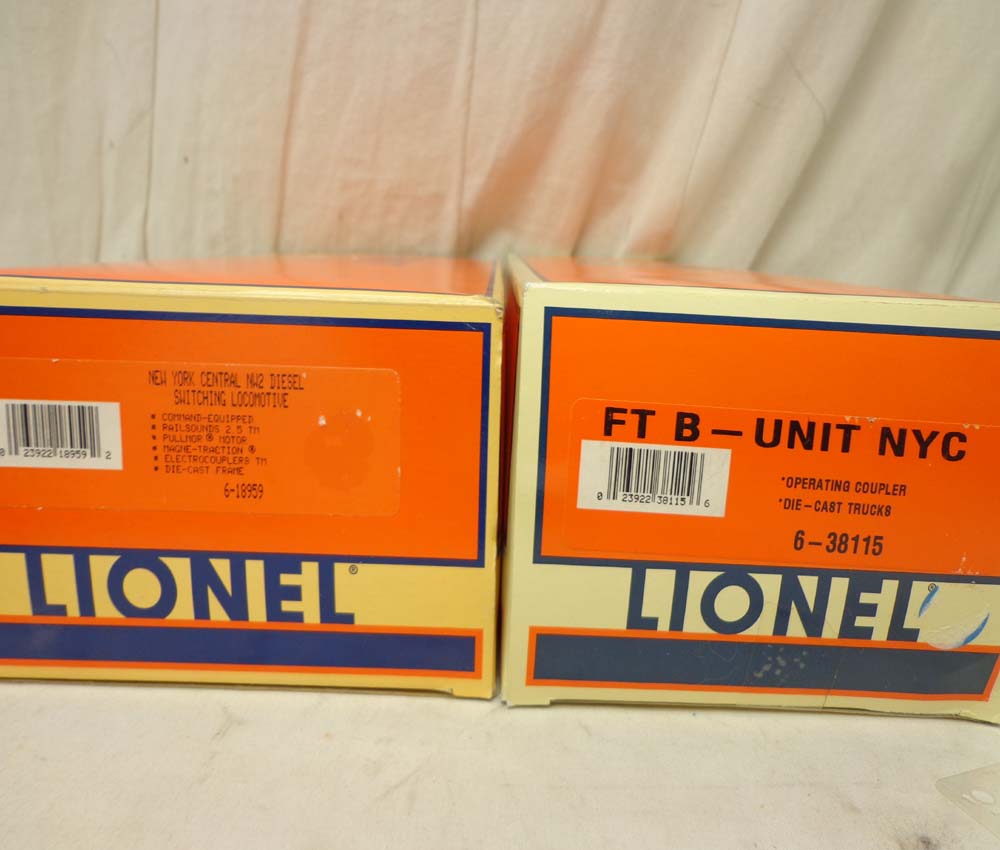 NEW YORK CENTRAL NW2 DIESEL
SWITCHING LOCOMOTIVE
* COMMAND-EQUIPPED
* RAILSOUNDS 2.5 TM
* PULLMOR ® MOTOR
* MAGNE-TRACTION ®
* ELECTROCOUPLERS TM
* DIE-CAST FRAME
6-18959
0 23922 18959 2
LIONEL ®
FT B-UNIT NYC
*OPERATING COUPLER
*DIE-CAST TRUCKS
6-38115
0 23922 38115 6
LIONEL ®